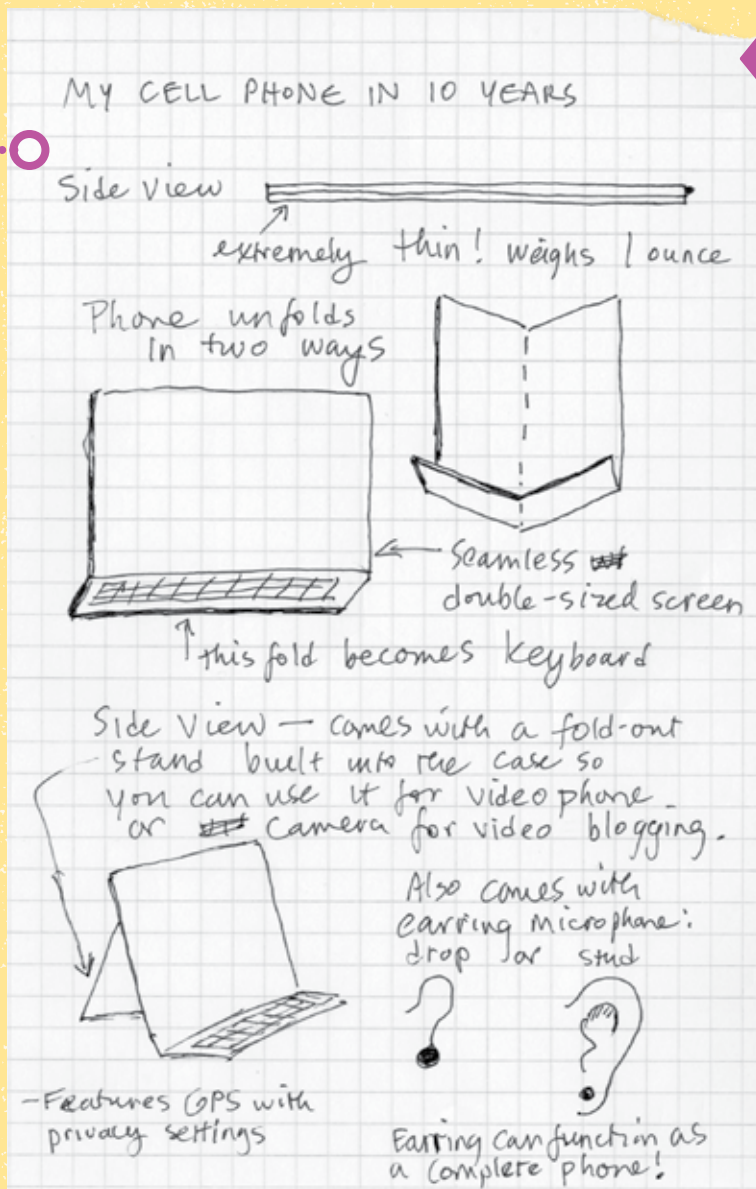 MY CELL PHONE IN 10 YEARS
Side view
extremely thin! weighs 1 ounce
Phone unfolds
in two ways
seamless
double-sized screen
this fold becomes keyboard
Side view — comes with a fold-out
stand built into the case so
you can use it for videophone
or camera for video blogging.
Also comes with
earring microphone:
drop or stud
-Features GPS with
privacy settings
Earring can function as
a complete phone!